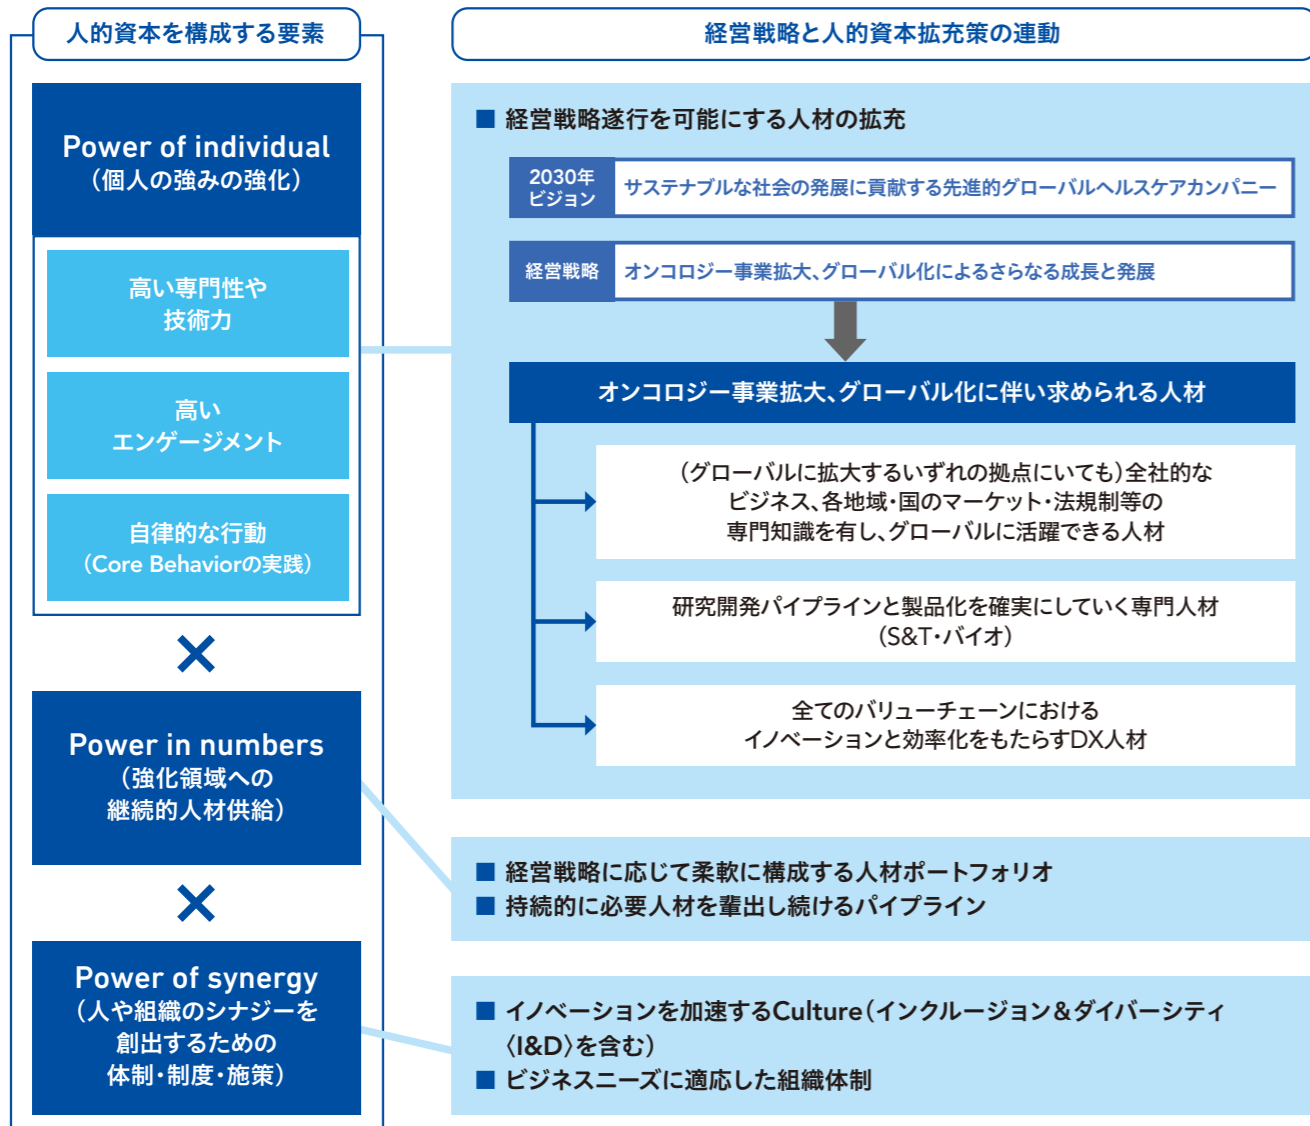 人的資本を構成する要素
Power of individual
（個人の強みの強化）
高い専門性や
技術力
高い
エンゲージメント
自律的な行動
（Core Behaviorの実践）
×
Power in numbers
（強化領域への
継続的人材供給）
×
Power of synergy
（人や組織のシナジーを
創出するための
体制・制度・施策）
経営戦略と人的資本拡充策の連動
■ 経営戦略遂行を可能にする人材の拡充
2030年
ビジョン
サステナブルな社会の発展に貢献する先進的グローバルヘルスケアカンパニー
経営戦略
オンコロジー事業拡大、グローバル化によるさらなる成長と発展
オンコロジー事業拡大、グローバル化に伴い求められる人材
（グローバルに拡大するいずれの拠点にいても）全社的な
ビジネス、各地域・国のマーケット・法規制等の
専門知識を有し、グローバルに活躍できる人材
研究開発パイプラインと製品化を確実にしていく専門人材
（S&T・バイオ）
全てのバリューチェーンにおける
イノベーションと効率化をもたらすDX人材
■ 経営戦略に応じて柔軟に構成する人材ポートフォリオ
■ 持続的に必要人材を輩出し続けるパイプライン
■ イノベーションを加速するCulture（インクルージョン＆ダイバーシティ
〈I&D〉を含む）
■ ビジネスニーズに適応した組織体制